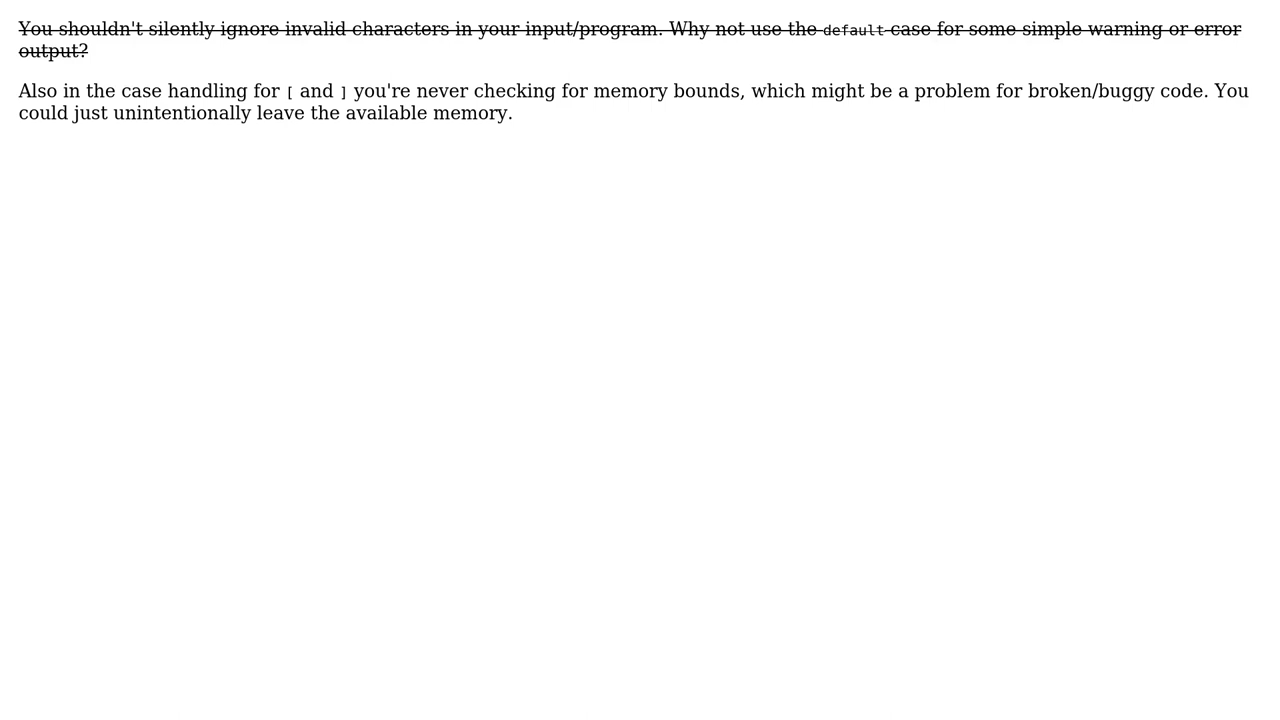 You shouldn't silently ignore invalid characters in your input/program. Why not use the default case for some simple warning or error
output?
Also in the case handling for [ and ] you're never checking for memory bounds, which might be a problem for broken/buggy code. You
could just unintentionally leave the available memory.